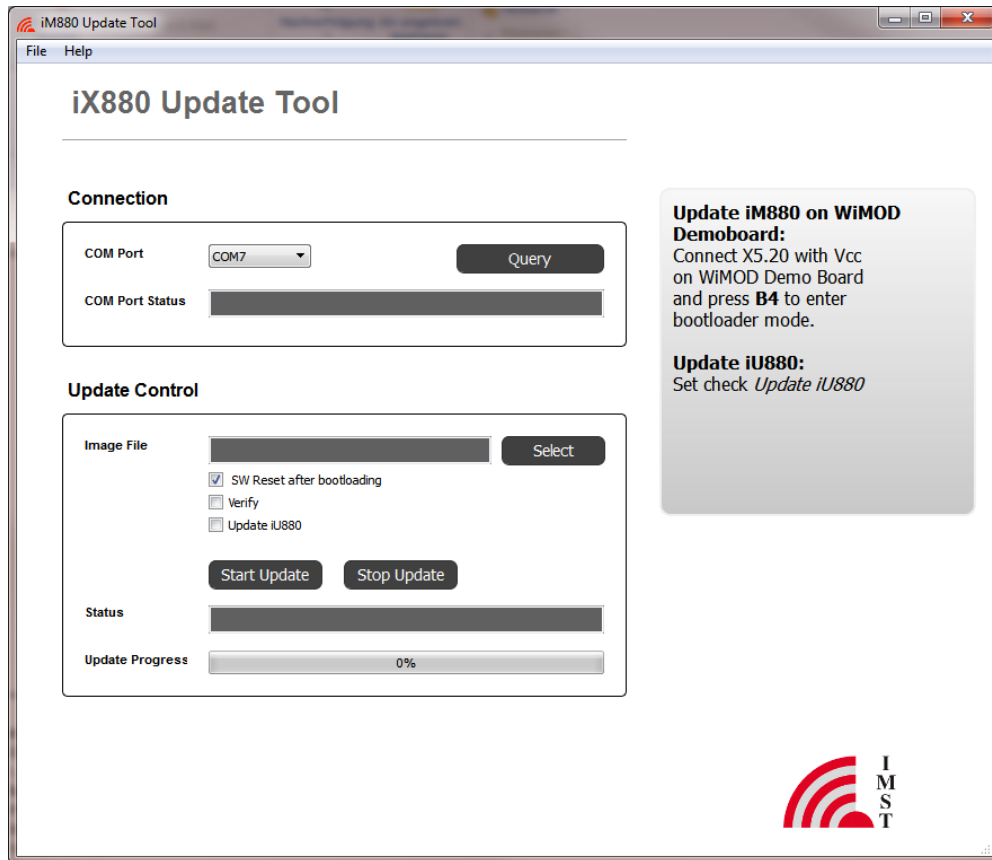 iM880 Update Tool
File Help
iX880 Update Tool
Connection
COM Port
COM7
Query
COM Port Status
Update Control
Image File
Select
SW Reset after bootloading
Verify
Update iU880
Start Update
Stop Update
Status
Update Progress
0%
Update iM880 on WiMOD
Demoboard:
Connect X5.20 with Vcc
on WiMOD Demo Board
and press B4 to enter
bootloader mode.
Update iU880:
Set check Update iU880
I
M
S
T